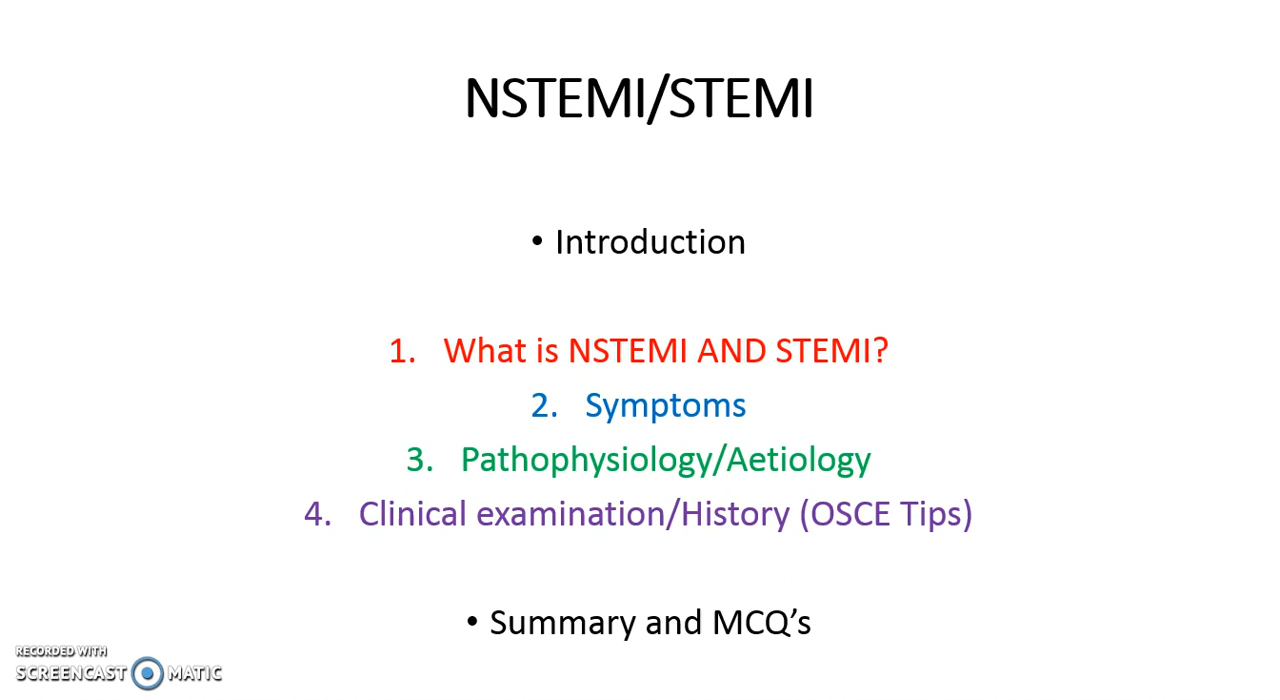 NSTEMI/STEMI
• Introduction
1. What is NSTEMI AND STEMI?
2. Symptoms
3. Pathophysiology/Aetiology
4. Clinical examination/History (OSCE Tips)
• Summary and MCQ’s
RECORDED WITH
SCREENCAST MATIC